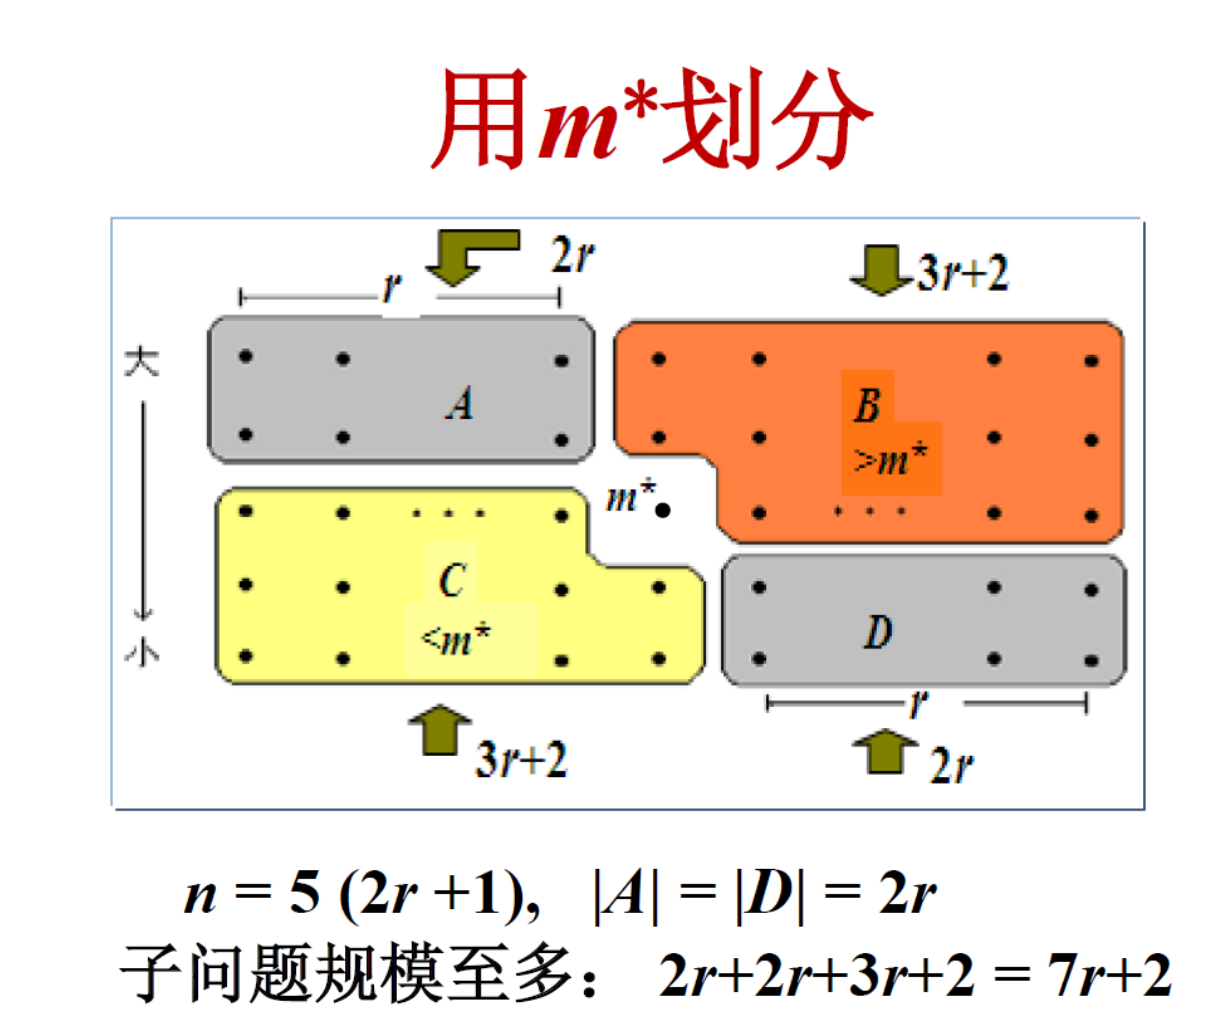 用m*划分
2r
r
3r+2
大
A
B
>m*
m*
. . .
. . .
C
<m*
D
小
r
3r+2
2r
n = 5 (2r +1), |A| = |D| = 2r
子问题规模至多: 2r+2r+3r+2 = 7r+2